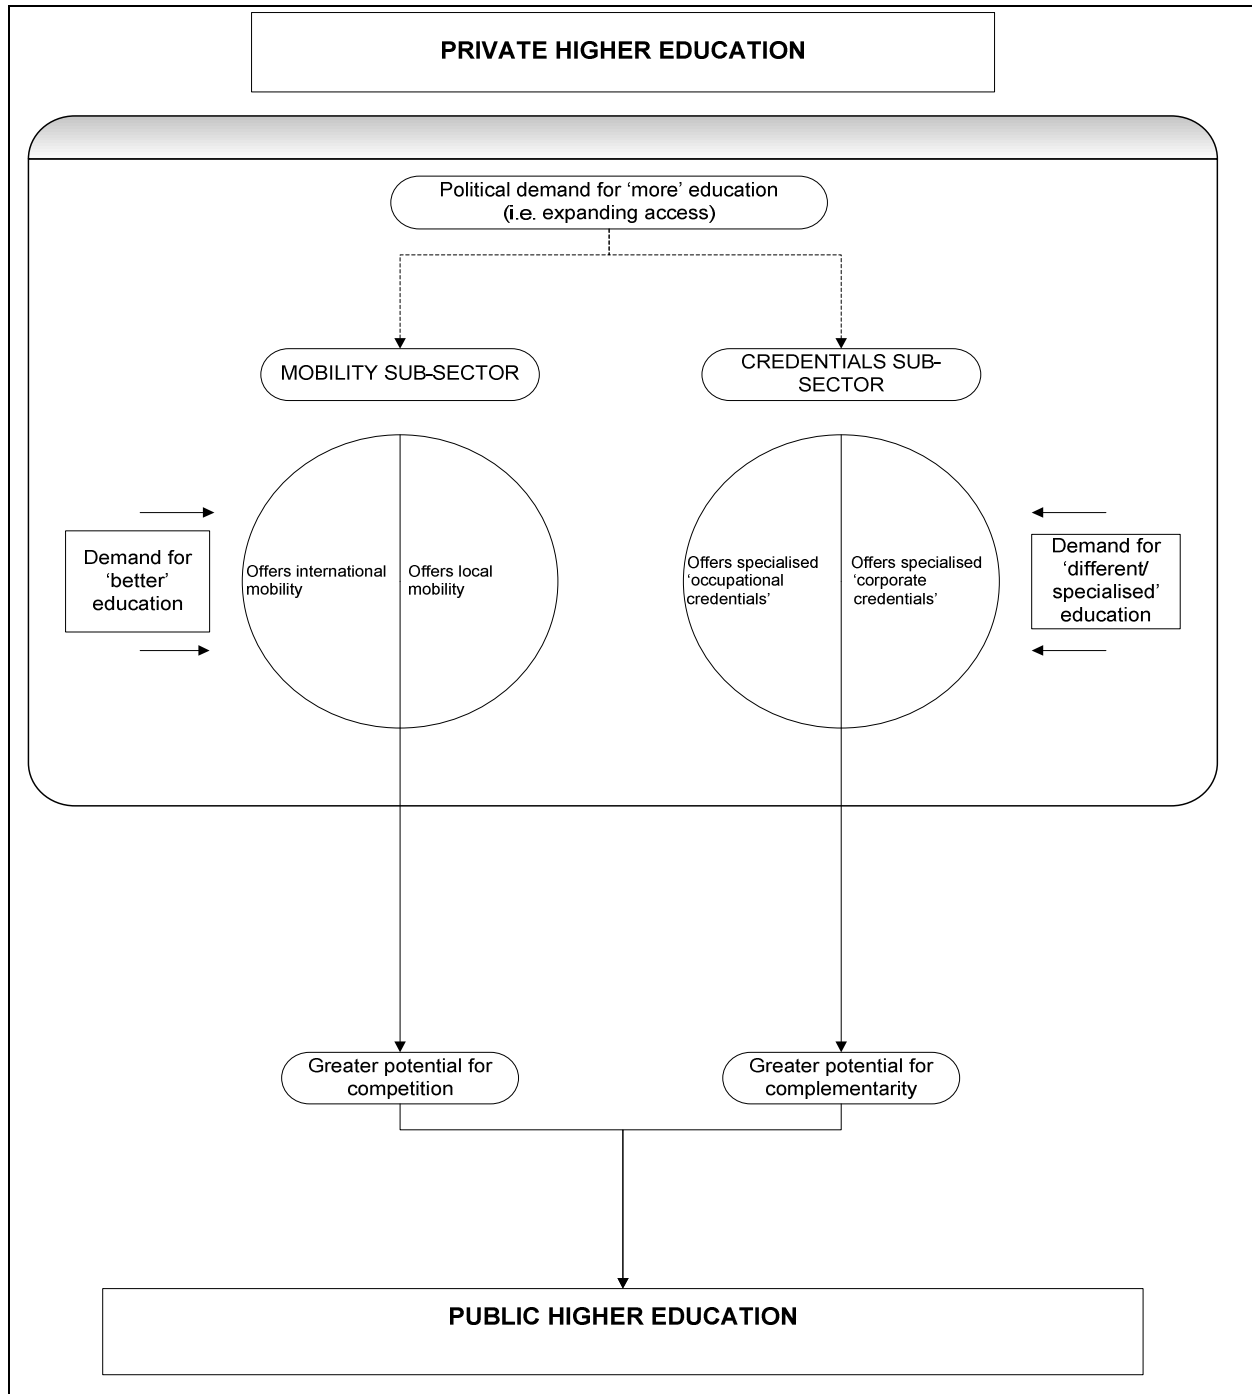 PRIVATE HIGHER EDUCATION
Political demand for ‘more’ education
(i.e. expanding access)
MOBILITY SUB-SECTOR
CREDENTIALS SUB-
SECTOR
Demand for
‘better’
education
Offers international
mobility
Offers local
mobility
Offers specialised
‘occupational
credentials’
Offers specialised
‘corporate
credentials’
Demand for
‘different/
specialised’
education
Greater potential for
competition
Greater potential for
complementarity
PUBLIC HIGHER EDUCATION